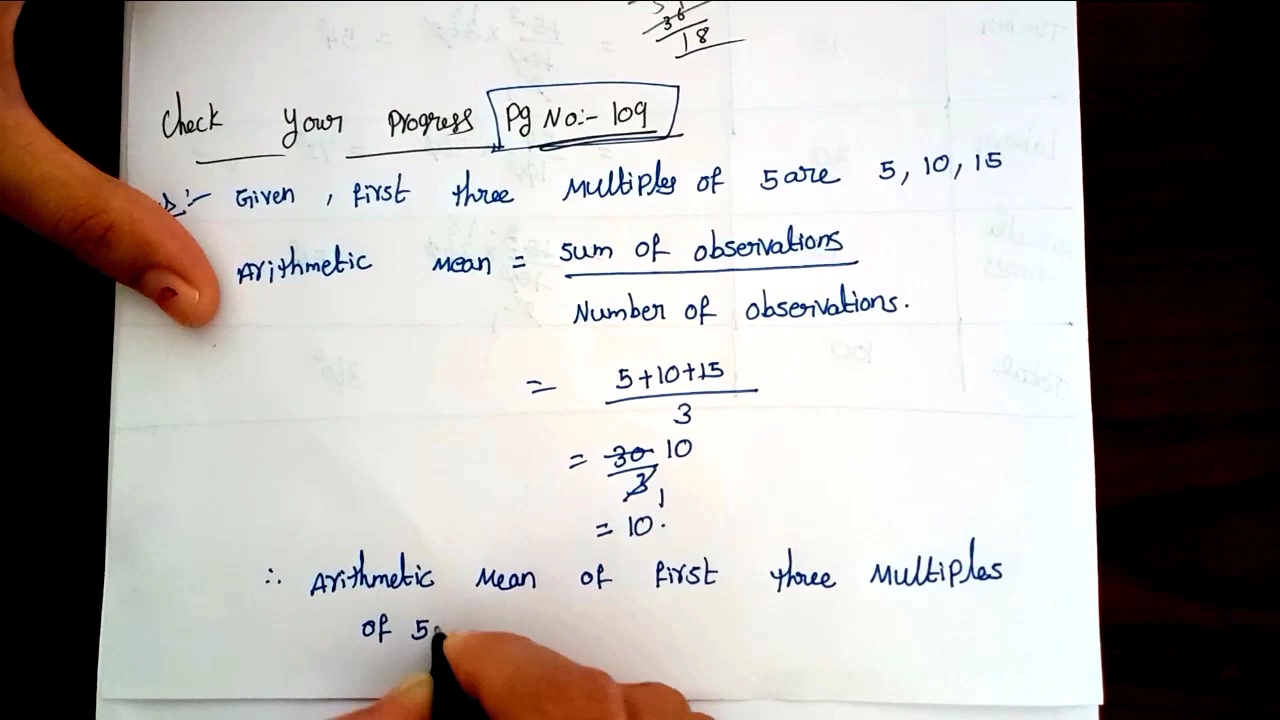 36
18
Check Your Progress Pg No:- 109
Given, first three Multiples of 5 are 5, 10, 15
Arithmetic Mean = Sum of observations
Number of observations.
= 5+10+15
3
= 30 10
3 1
= 10.
∴ Arithmetic Mean of first three Multiples
of 5